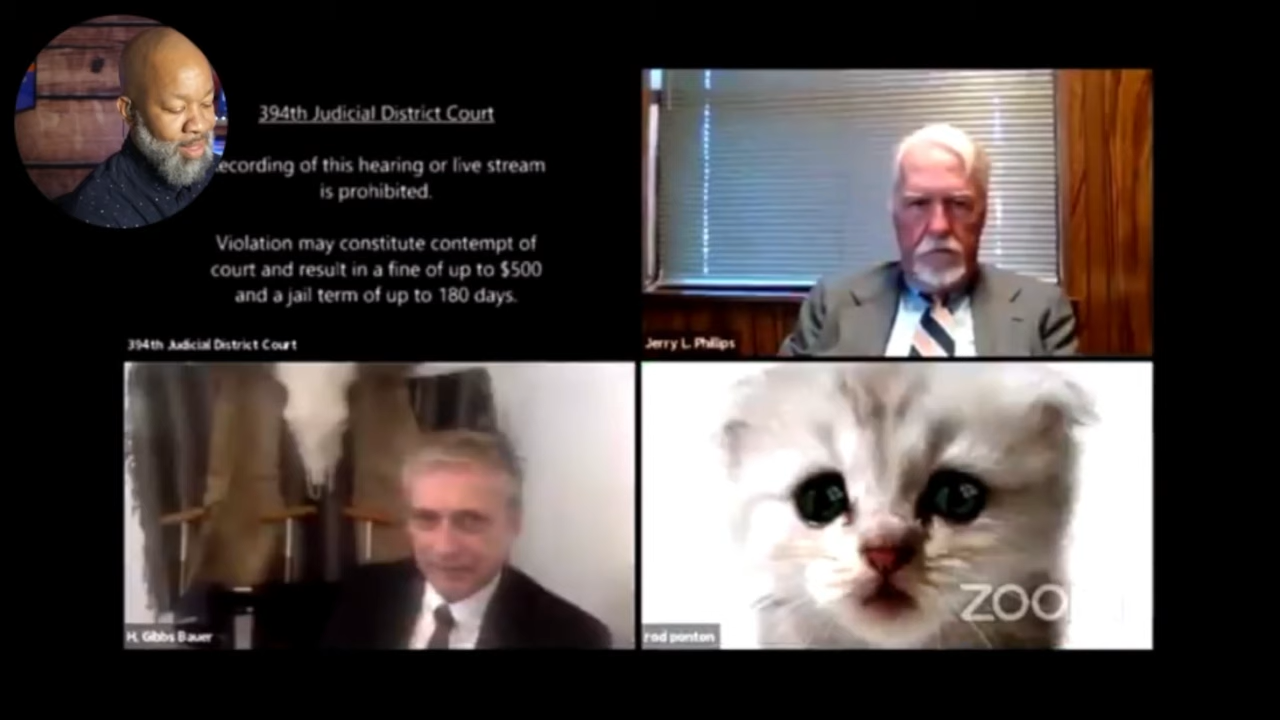 394th Judicial District Court
ecording of this hearing or live stream
is prohibited.
Violation may constitute contempt of
court and result in a fine of up to $500
and a jail term of up to 180 days.
394th Judicial District Court
Jerry L. Phillips
H. Gibbs Bauer
rod ponton
ZOO